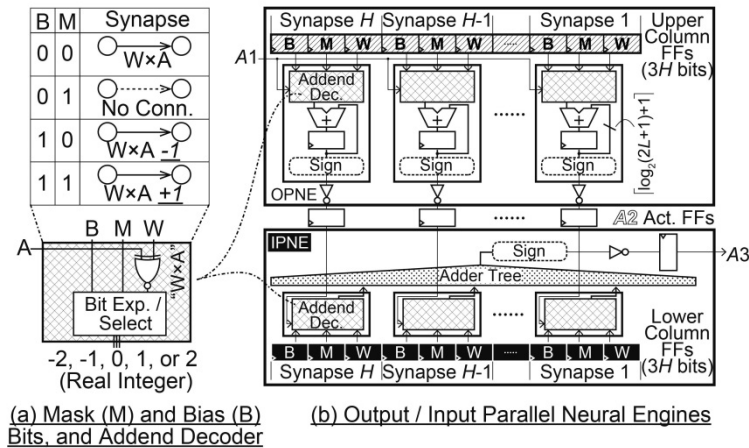 B M Synapse
0 0 W×A
0 1 No Conn.
1 0 W×A -1
1 1 W×A +1
B M W
A
"W×A"
Bit Exp. /
Select
-2, -1, 0, 1, or 2
(Real Integer)
(a) Mask (M) and Bias (B)
Bits, and Addend Decoder
Synapse H Synapse H-1 Synapse 1
B M W B M W ...... B M W
Upper
Column
FFs
(3H bits)
A1
Addend
Dec.
+ + +
......
Sign Sign Sign
⌈log₂(2L+1)+1⌉
OPNE
...... A2 Act. FFs
IPNE
Sign
A3
Adder Tree
Addend
Dec.
......
B M W B M W ...... B M W
Synapse H Synapse H-1 Synapse 1
Lower
Column
FFs
(3H bits)
(b) Output / Input Parallel Neural Engines